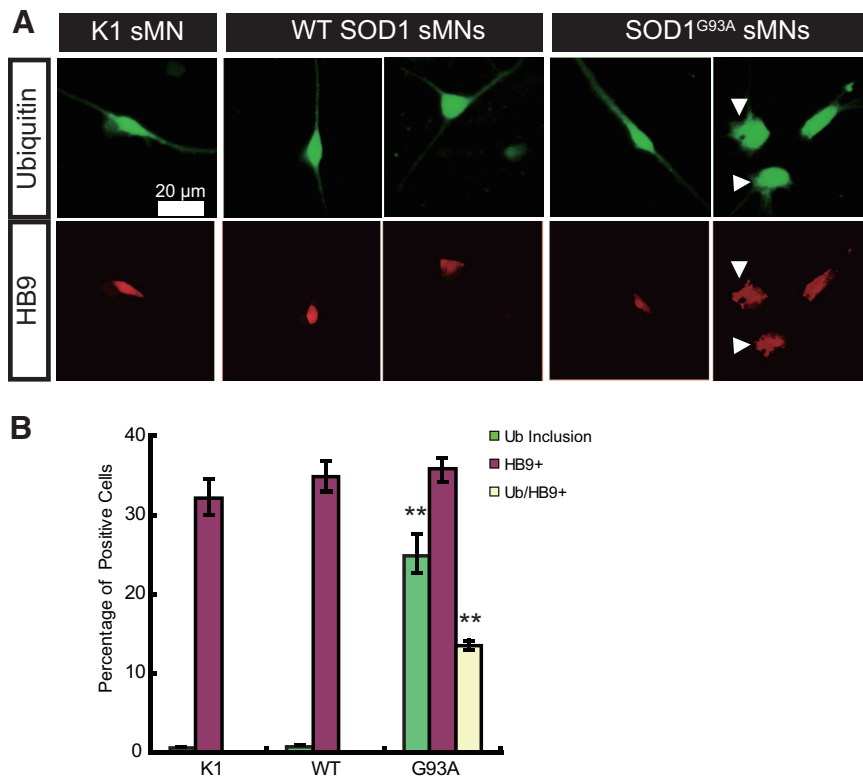 A
K1 sMN
WT SOD1 sMNs
SOD1G93A sMNs
Ubiquitin
20 µm
HB9
B
Percentage of Positive Cells
40
30
20
10
0
**
**
Ub Inclusion
HB9+
Ub/HB9+
K1
WT
G93A